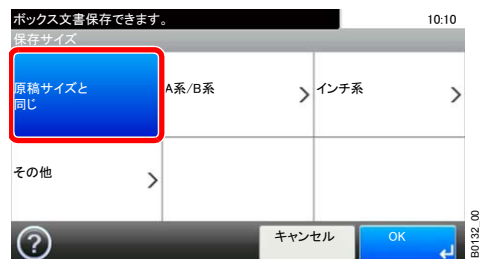 ボックス文書保存できます。 10:10
保存サイズ
原稿サイズと
同じ
A系/B系
インチ系
その他
?
キャンセル
OK
B0132_00